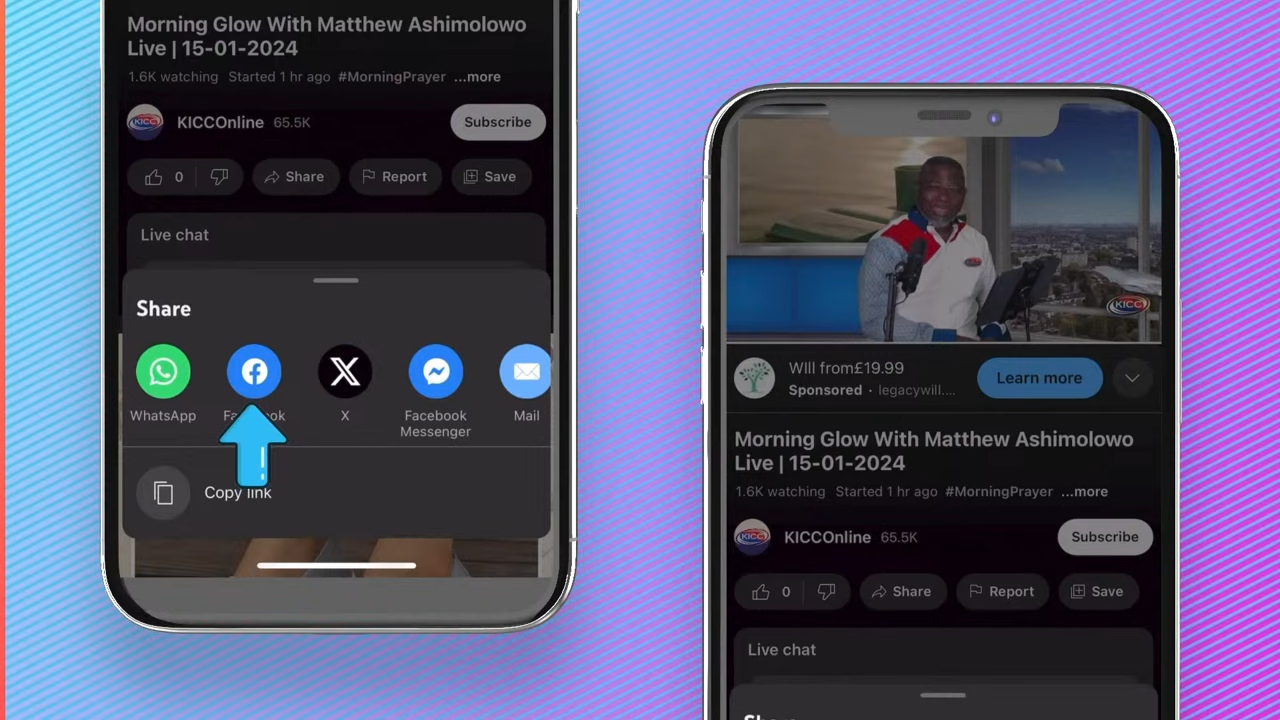 Morning Glow With Matthew Ashimolowo
Live | 15-01-2024
1.6K watching Started 1 hr ago #MorningPrayer ...more
KICC
KICCOnline 65.5K
Subscribe
0
Share
Report
Save
Live chat
Share
WhatsApp
X
Facebook
Messenger
Mail
Copy link
KICC
WIll from£19.99
Sponsored · legacywill....
Learn more
Morning Glow With Matthew Ashimolowo
Live | 15-01-2024
1.6K watching Started 1 hr ago #MorningPrayer ...more
KICC
KICCOnline 65.5K
Subscribe
0
Share
Report
Save
Live chat